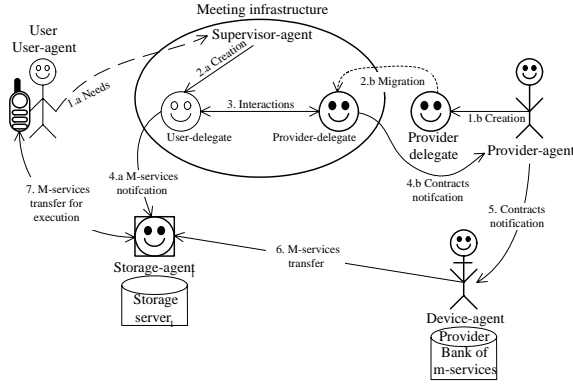 Meeting infrastructure
User
User-agent
Supervisor-agent
2.a Creation
1.a Needs
2.b Migration
3. Interactions
1.b Creation
User-delegate
Provider-delegate
Provider
delegate
Provider-agent
4.a M-services
notifcation
4.b Contracts
notifcation
7. M-services
transfer for
execution
5. Contracts
notification
6. M-services
transfer
Storage-agent
Storage
server
Device-agent
Provider
Bank of
m-services